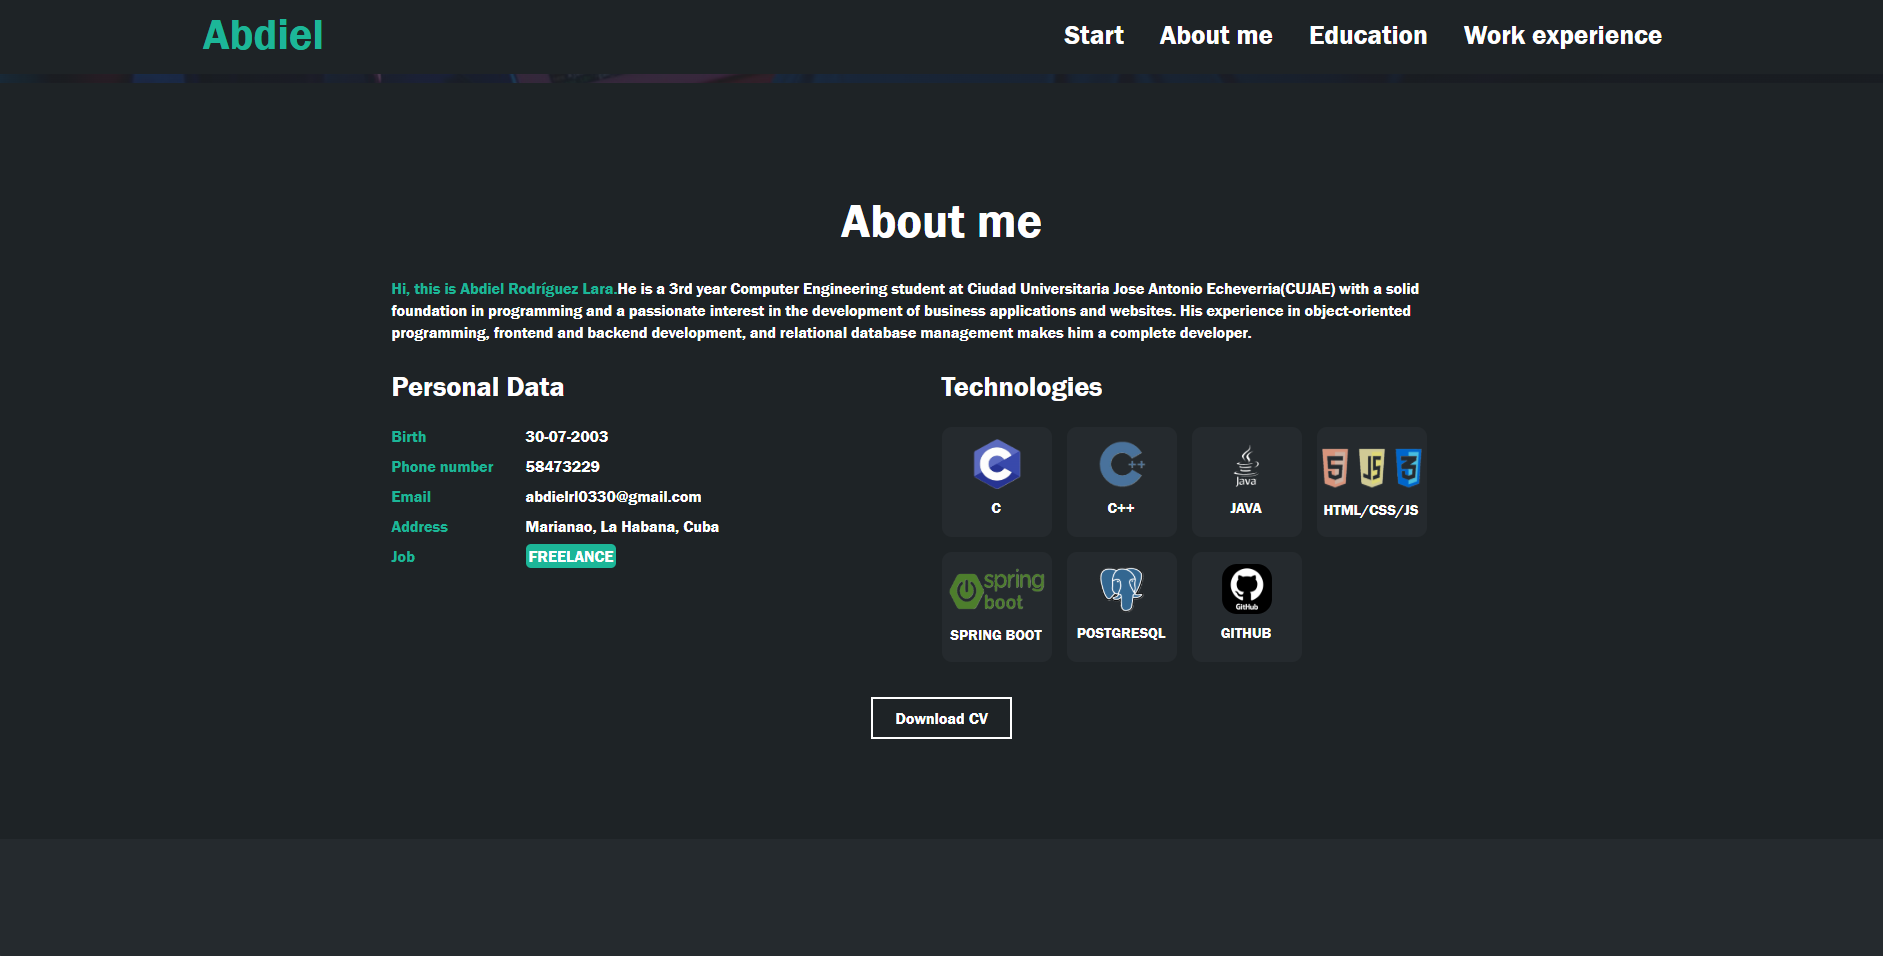 Abdiel
Start About me Education Work experience
About me
Hi, this is Abdiel Rodríguez Lara.He is a 3rd year Computer Engineering student at Ciudad Universitaria Jose Antonio Echeverria(CUJAE) with a solid
foundation in programming and a passionate interest in the development of business applications and websites. His experience in object-oriented
programming, frontend and backend development, and relational database management makes him a complete developer.
Personal Data
Birth 30-07-2003
Phone number 58473229
Email abdielrl0330@gmail.com
Address Marianao, La Habana, Cuba
Job FREELANCE
Technologies
C
C
C++
C++
Java
JAVA
5 JS 3
HTML/CSS/JS
spring
boot
SPRING BOOT
POSTGRESQL
GitHub
GITHUB
Download CV